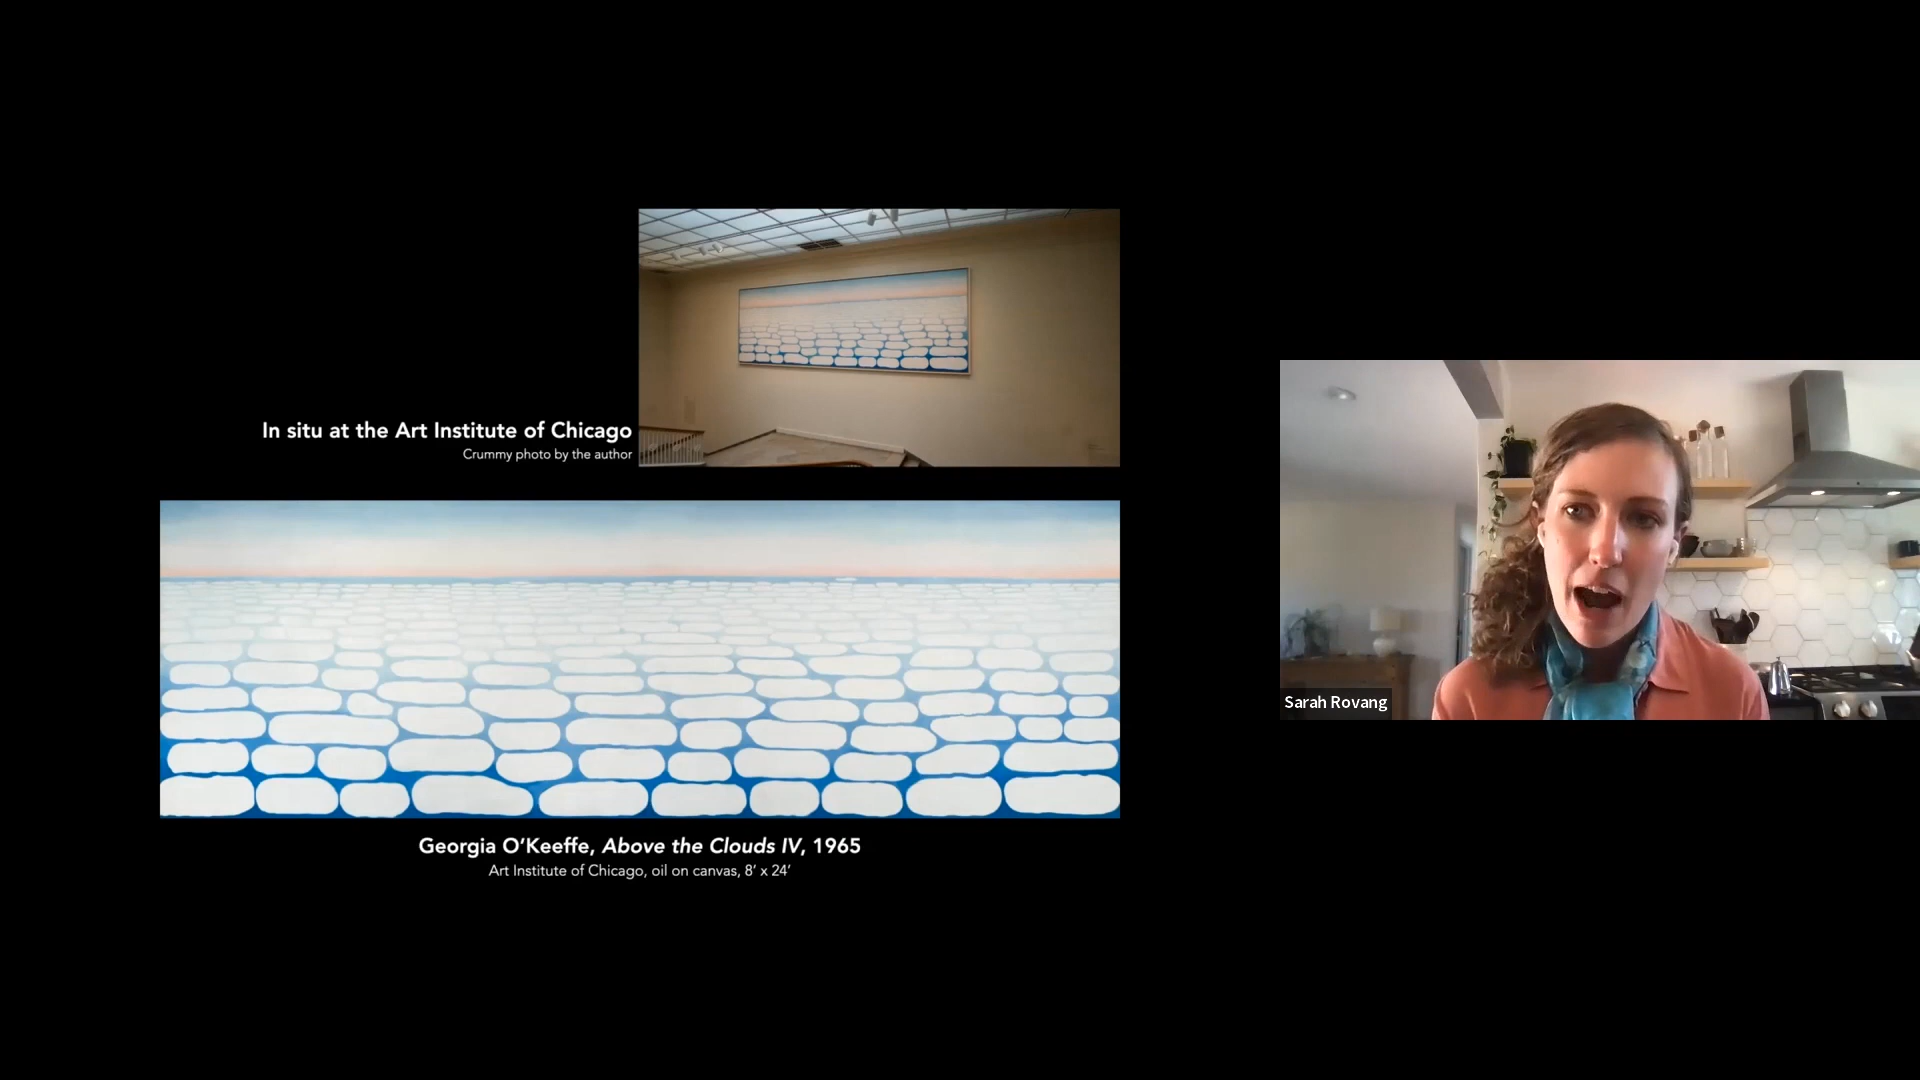 In situ at the Art Institute of Chicago
Crummy photo by the author
Georgia O’Keeffe, Above the Clouds IV, 1965
Art Institute of Chicago, oil on canvas, 8’ x 24’
Sarah Rovang